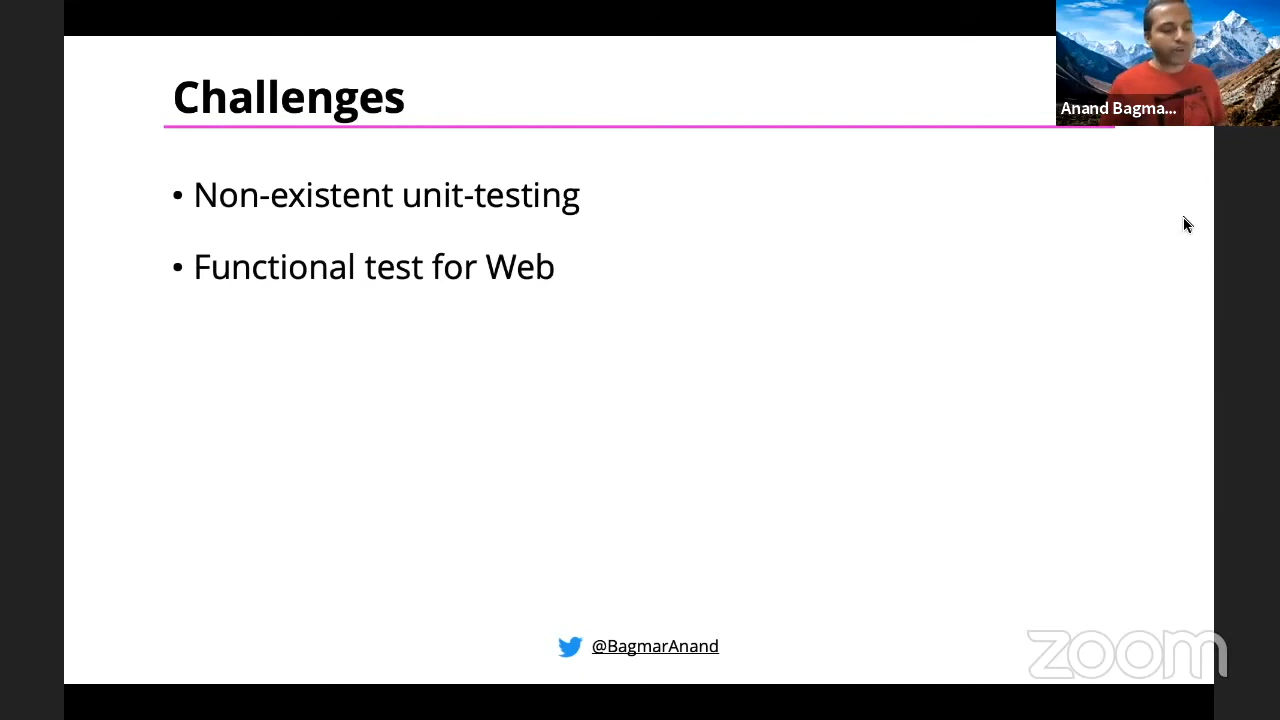 Challenges
Anand Bagma...
• Non-existent unit-testing
• Functional test for Web
@BagmarAnand
zoom